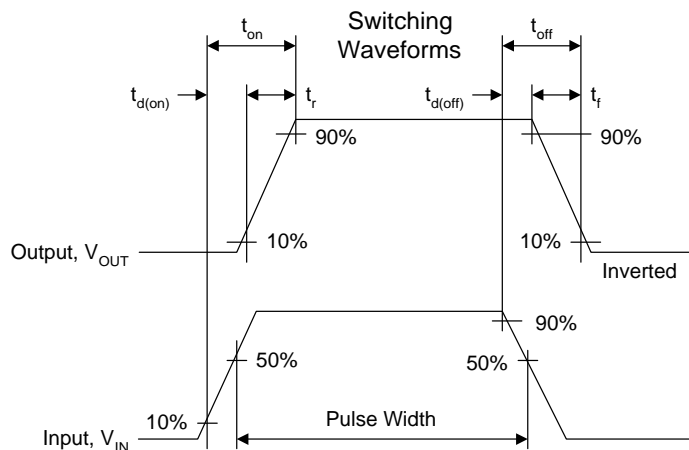 Switching
Waveforms
t_on
t_off
t_d(on)
t_r
t_d(off)
t_f
90%
90%
10%
10%
Output, V_OUT
Inverted
90%
50%
50%
10%
Pulse Width
Input, V_IN